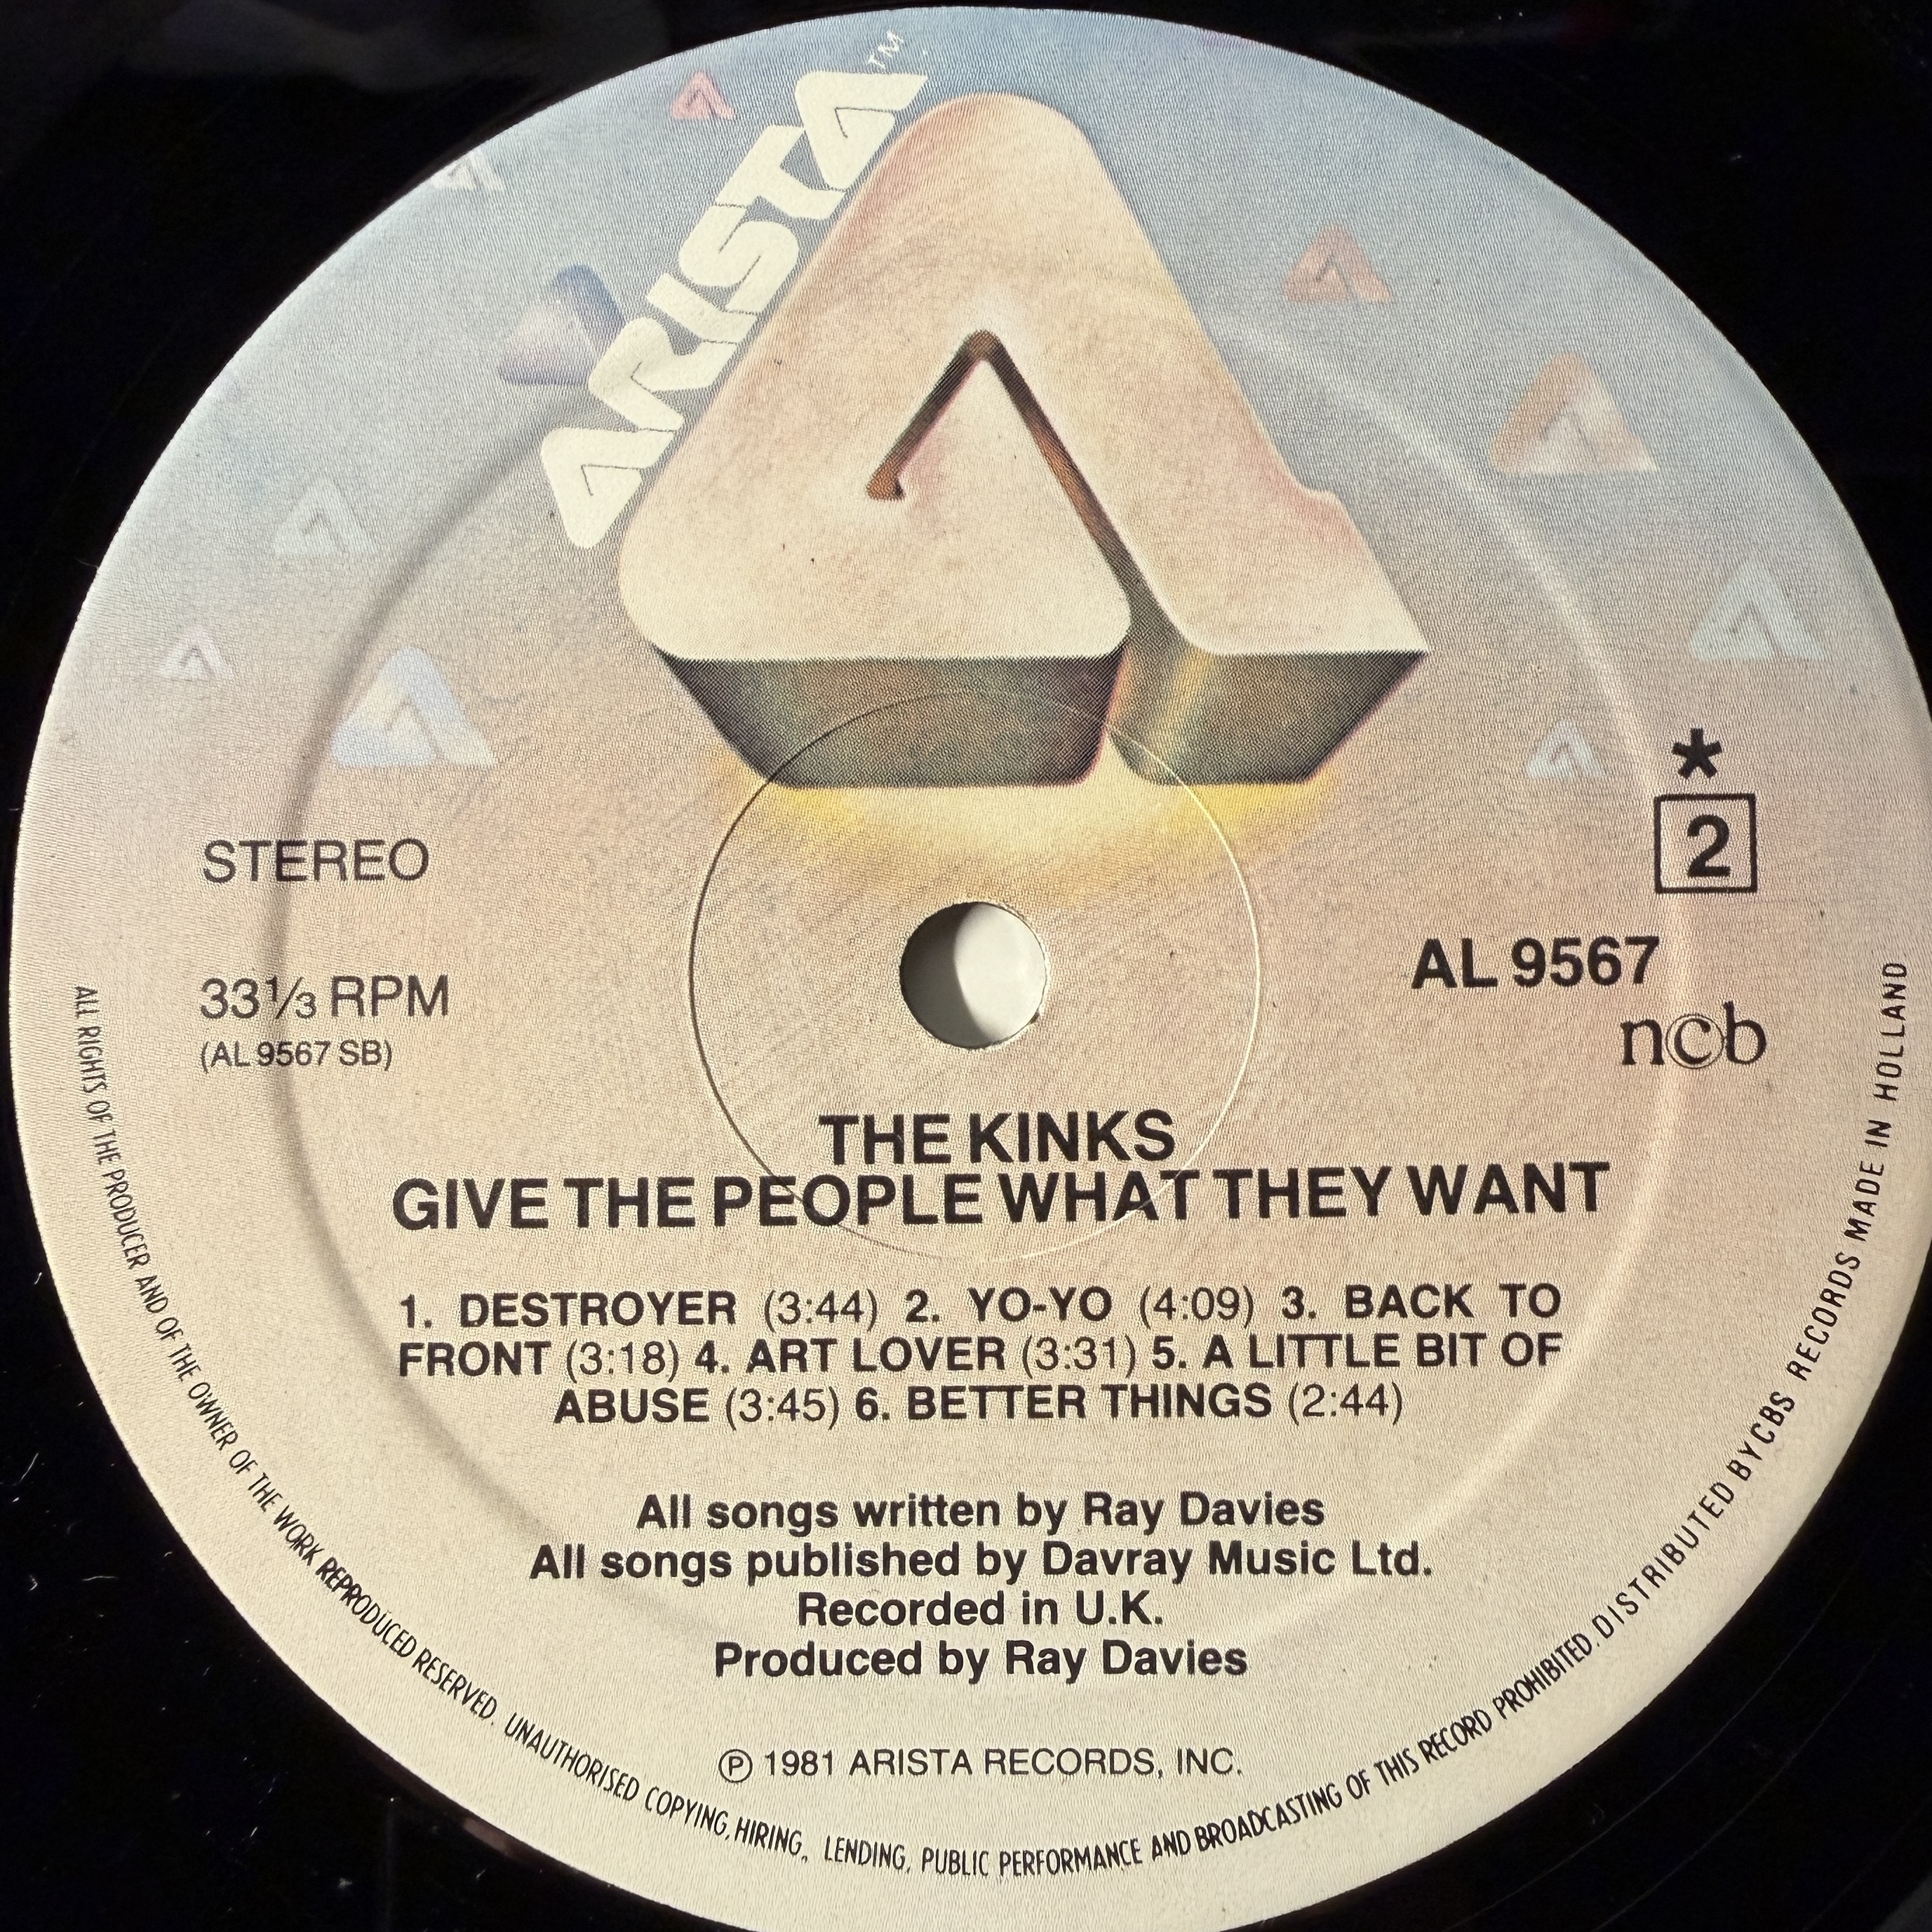 ARISTA™
*
2
STEREO
AL 9567
33⅓ RPM
(AL 9567 SB)
ncb
THE KINKS
GIVE THE PEOPLE WHAT THEY WANT
1. DESTROYER (3:44) 2. YO-YO (4:09) 3. BACK TO
FRONT (3:18) 4. ART LOVER (3:31) 5. A LITTLE BIT OF
ABUSE (3:45) 6. BETTER THINGS (2:44)
All songs written by Ray Davies
All songs published by Davray Music Ltd.
Recorded in U.K.
Produced by Ray Davies
℗ 1981 ARISTA RECORDS, INC.
ALL RIGHTS OF THE PRODUCER AND OF THE OWNER OF THE WORK REPRODUCED RESERVED. UNAUTHORISED COPYING, HIRING, LENDING, PUBLIC PERFORMANCE AND BROADCASTING OF THIS RECORD PROHIBITED. DISTRIBUTED BY CBS RECORDS MADE IN HOLLAND